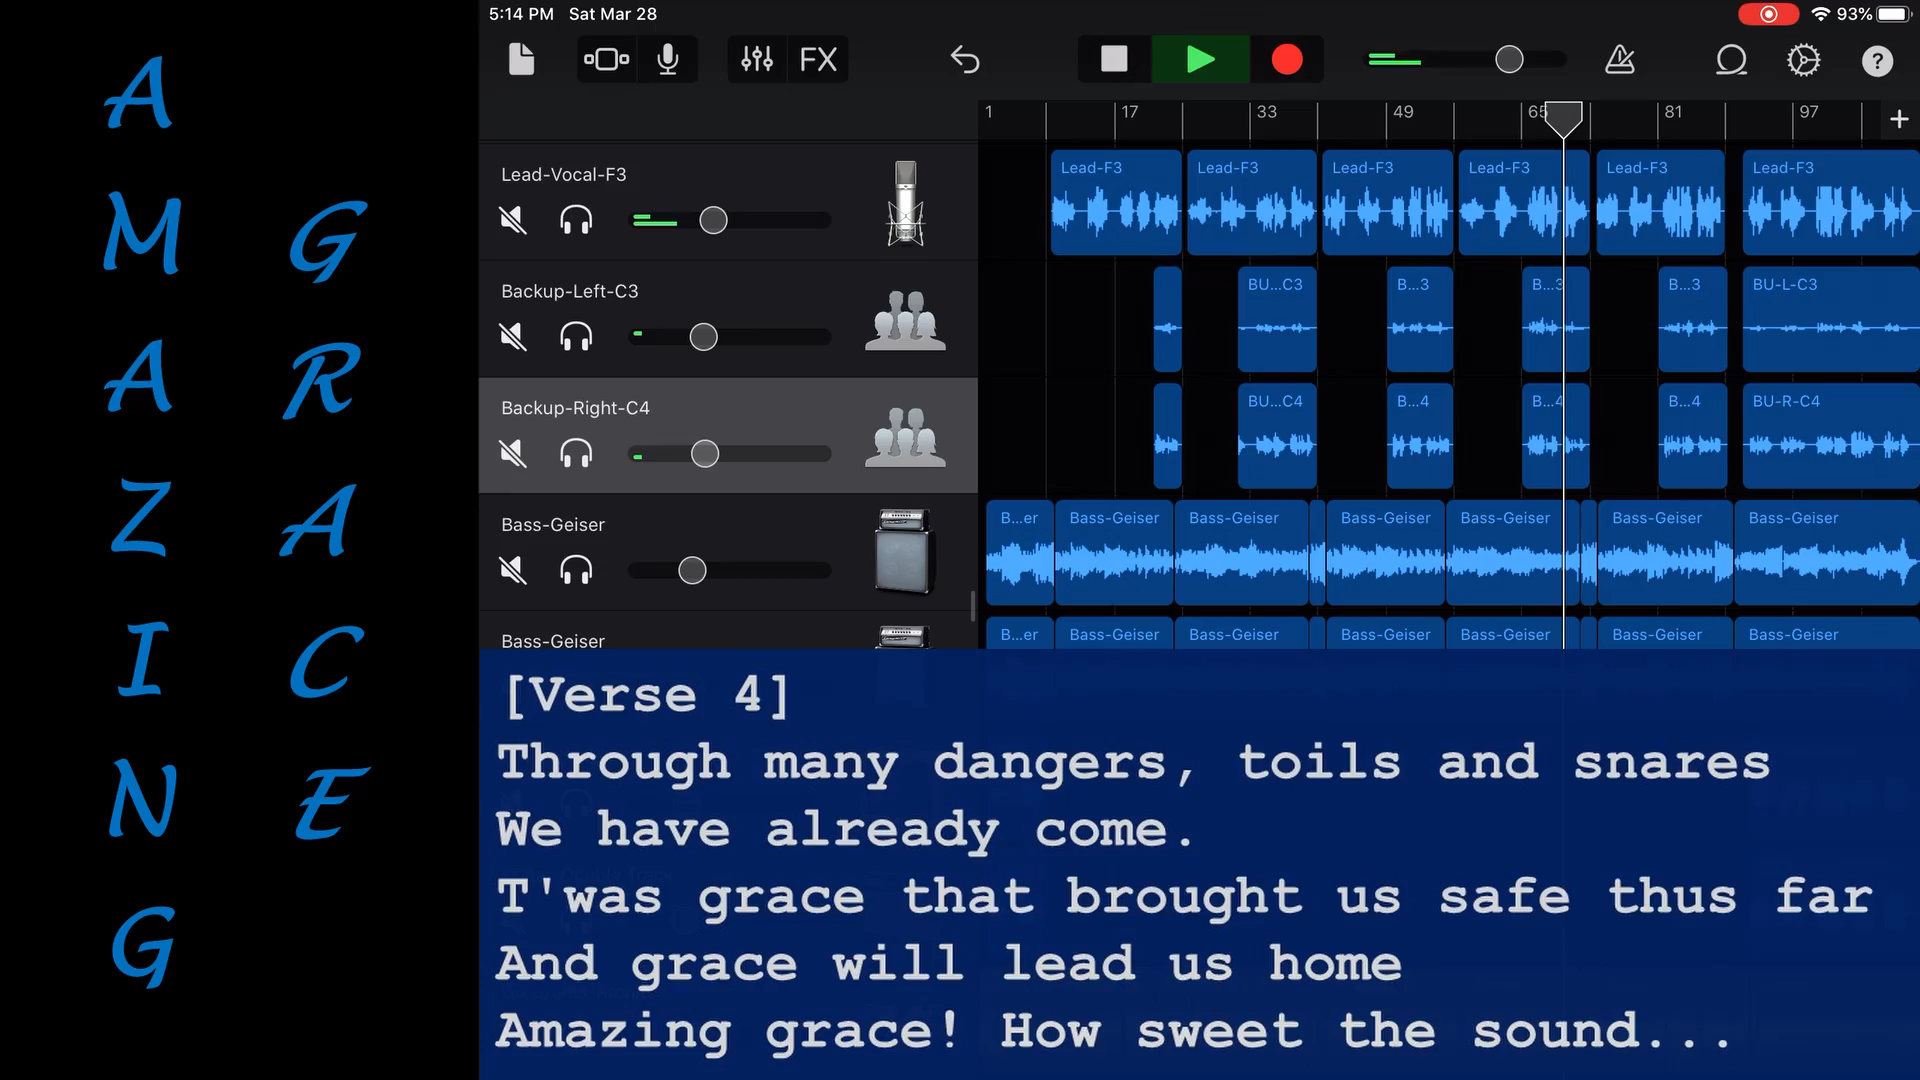 AMAZING
GRACE
5:14 PM Sat Mar 28
93%
FX
?
1 17 33 49 65 81 97
+
Lead-Vocal-F3
Lead-F3 Lead-F3 Lead-F3 Lead-F3 Lead-F3 Lead-F3
Backup-Left-C3
BU...C3 B...3 B...3 B...3 BU-L-C3
Backup-Right-C4
BU...C4 B...4 B...4 B...4 BU-R-C4
Bass-Geiser
B...er Bass-Geiser Bass-Geiser Bass-Geiser Bass-Geiser Bass-Geiser Bass-Geiser
Bass-Geiser
B...er Bass-Geiser Bass-Geiser Bass-Geiser Bass-Geiser Bass-Geiser Bass-Geiser
[Verse 4]
Through many dangers, toils and snares
We have already come.
T'was grace that brought us safe thus far
And grace will lead us home
Amazing grace! How sweet the sound...